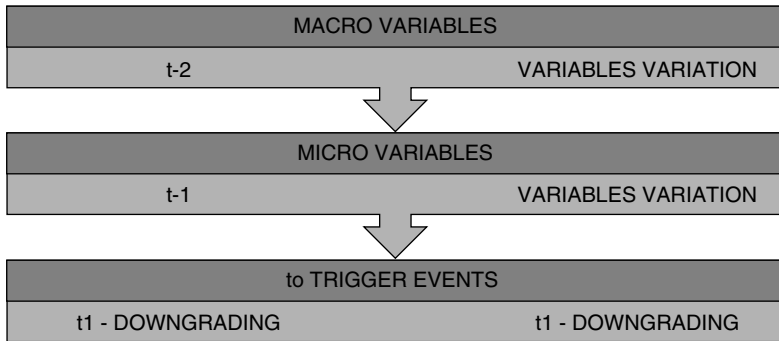 MACRO VARIABLES
t-2 VARIABLES VARIATION
MICRO VARIABLES
t-1 VARIABLES VARIATION
to TRIGGER EVENTS
t1 - DOWNGRADING t1 - DOWNGRADING